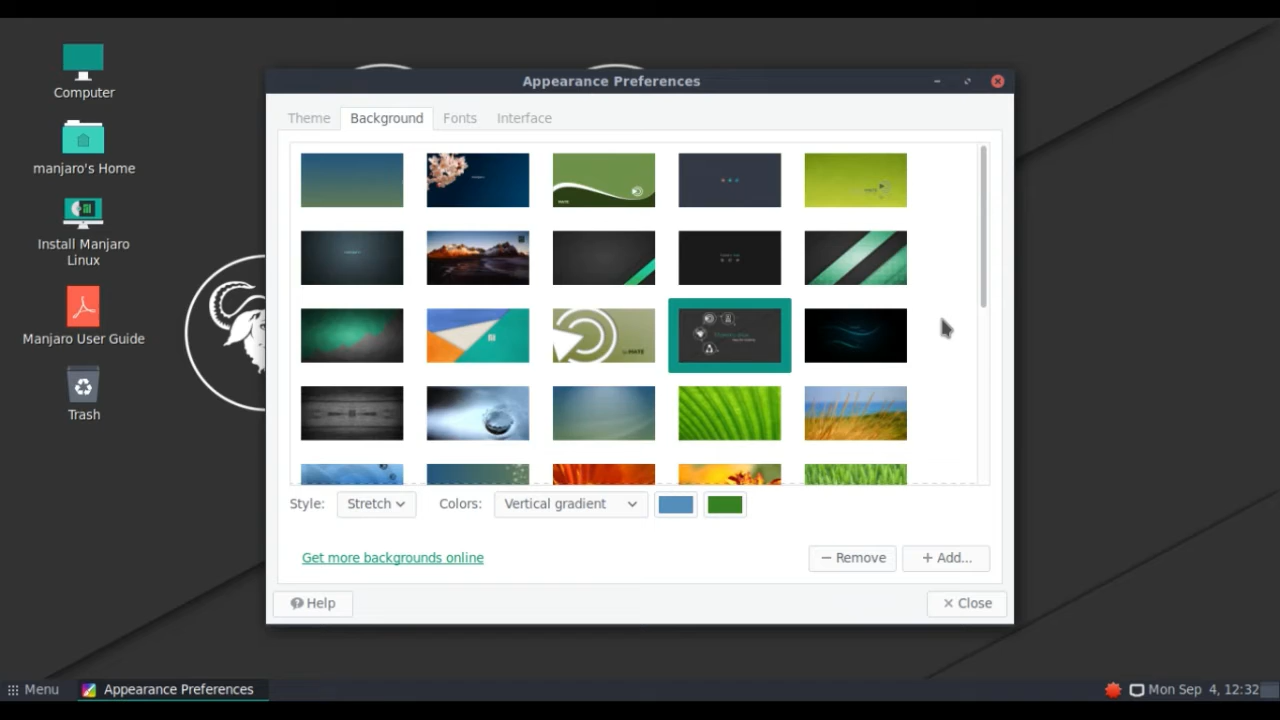 Appearance Preferences
Theme
Background
Fonts
Interface
Computer
manjaro's Home
Install Manjaro
Linux
Manjaro User Guide
Trash
MATE
Style:
Stretch
Colors:
Vertical gradient
Get more backgrounds online
Remove
Add...
Help
Close
Menu
Appearance Preferences
Mon Sep 4, 12:32